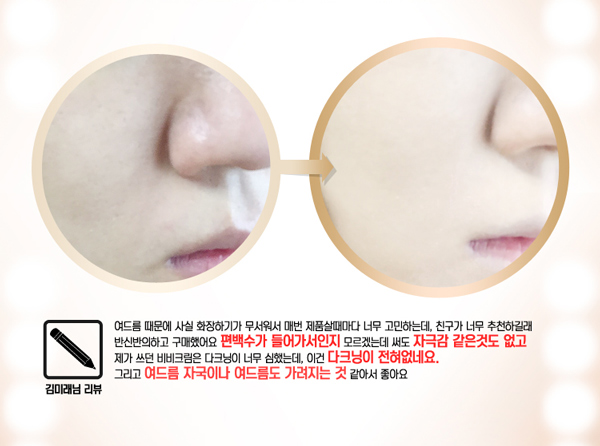 여드름 때문에 사실 화장하기가 무서워서 매번 제품살때마다 너무 고민하는데, 친구가 너무 추천하길래
반신반의하고 구매했어요 편백수가 들어가서인지 모르겠는데 써도 자극감 같은것도 없고
제가 쓰던 비비크림은 다크닝이 너무 심했는데, 이건 다크닝이 전혀없네요.
그리고 여드름 자국이나 여드름도 가려지는 것 같아서 좋아요
김미래님 리뷰